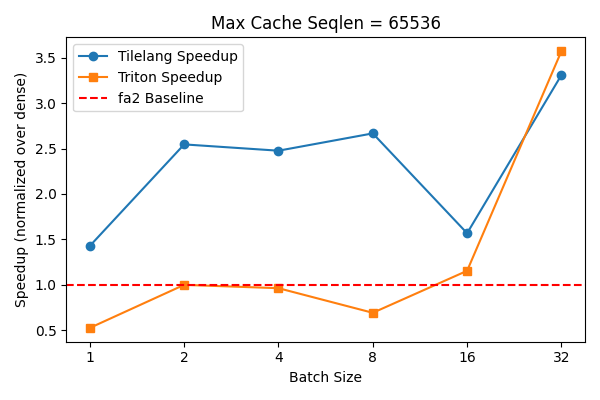 Max Cache Seqlen = 65536
Tilelang Speedup
Triton Speedup
fa2 Baseline
Speedup (normalized over dense)
3.5
3.0
2.5
2.0
1.5
1.0
0.5
1 2 4 8 16 32
Batch Size